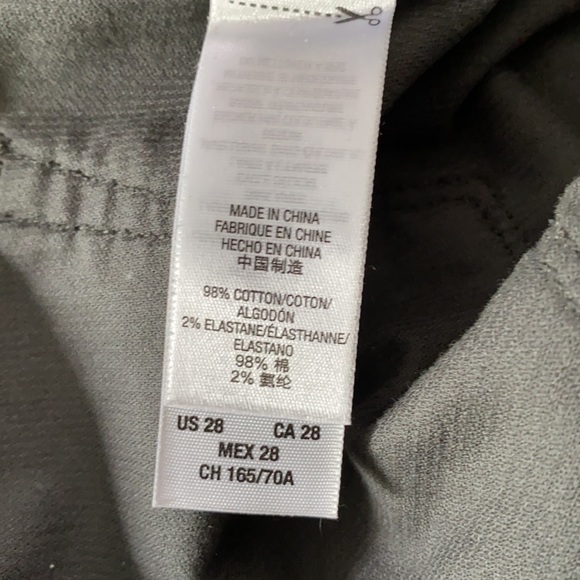 MADE IN CHINA
FABRIQUE EN CHINE
HECHO EN CHINA
中国制造
98% COTTON/COTON/
ALGODÓN
2% ELASTANE/ÉLASTHANNE/
ELASTANO
98% 棉
2% 氨纶
US 28 CA 28
MEX 28
CH 165/70A